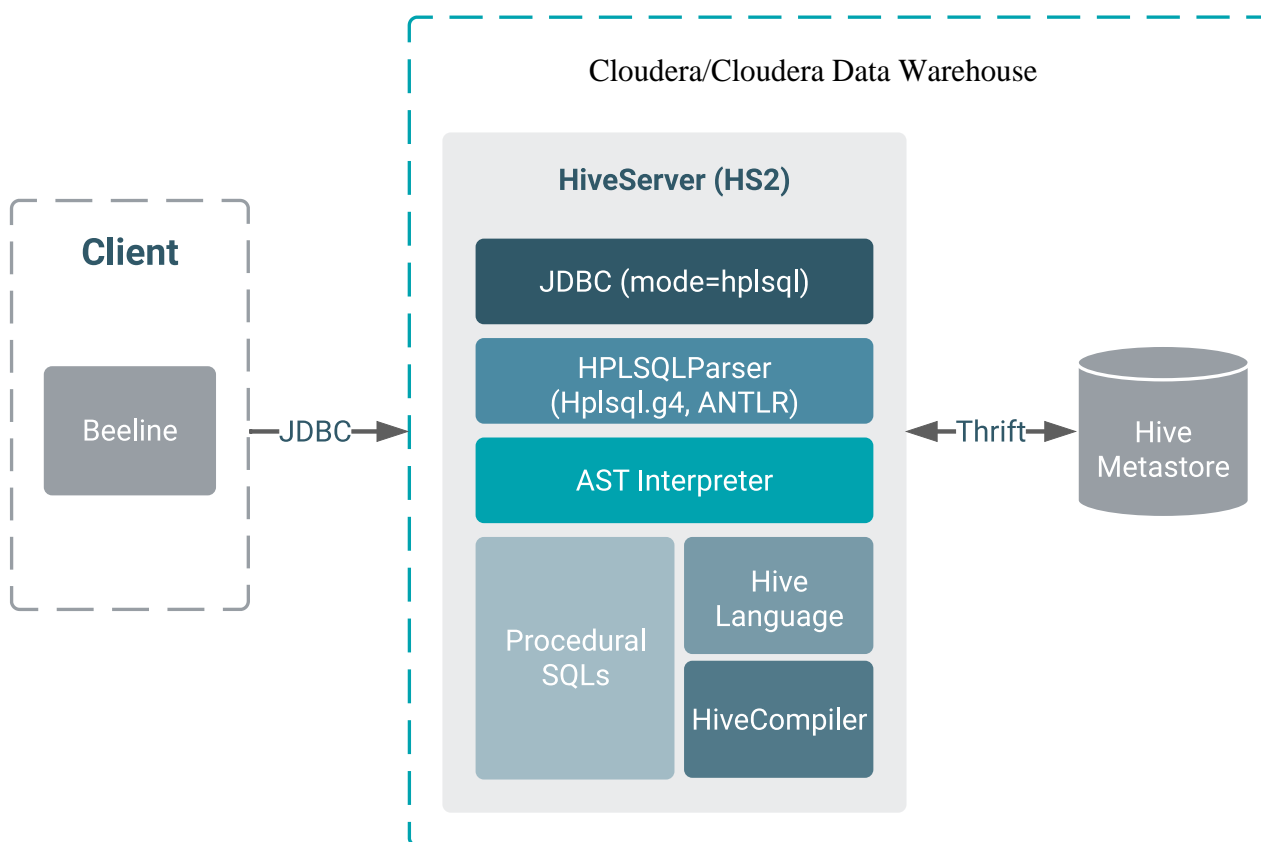 Cloudera/Cloudera Data Warehouse
Client
Beeline
JDBC
HiveServer (HS2)
JDBC (mode=hplsql)
HPLSQLParser
(Hplsql.g4, ANTLR)
AST Interpreter
Procedural
SQLs
Hive
Language
HiveCompiler
Thrift
Hive
Metastore